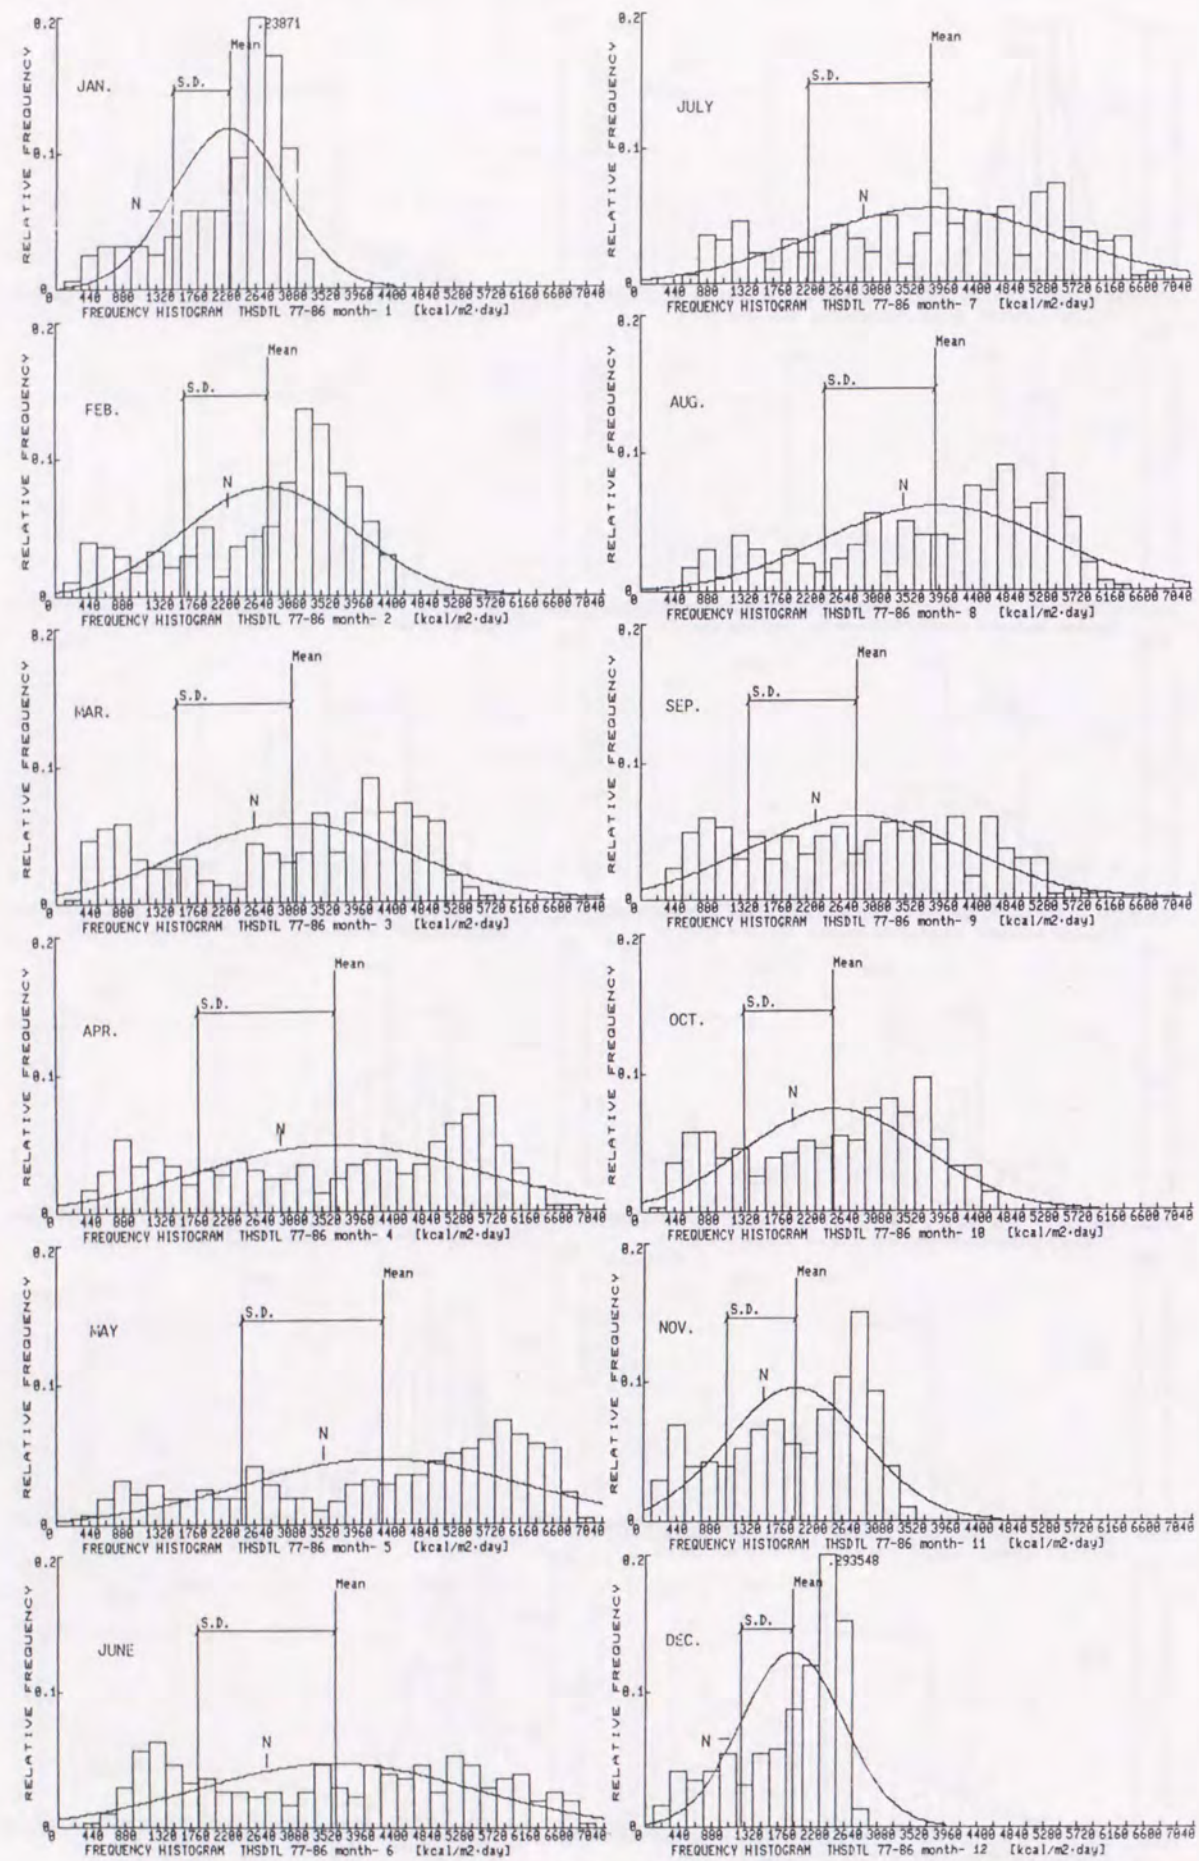 0.2
.23871
Mean
S.D.
JAN.
RELATIVE FREQUENCY
0.1
N
0
440 880 1320 1760 2200 2640 3080 3520 3960 4400 4840 5280 5720 6160 6600 7040
FREQUENCY HISTOGRAM THSDTL 77-86 month- 1 [kcal/m2·day]
0.2
Mean
S.D.
FEB.
RELATIVE FREQUENCY
0.1
N
0
440 880 1320 1760 2200 2640 3080 3520 3960 4400 4840 5280 5720 6160 6600 7040
FREQUENCY HISTOGRAM THSDTL 77-86 month- 2 [kcal/m2·day]
0.2
Mean
S.D.
MAR.
RELATIVE FREQUENCY
0.1
N
0
440 880 1320 1760 2200 2640 3080 3520 3960 4400 4840 5280 5720 6160 6600 7040
FREQUENCY HISTOGRAM THSDTL 77-86 month- 3 [kcal/m2·day]
0.2
Mean
S.D.
APR.
RELATIVE FREQUENCY
0.1
N
0
440 880 1320 1760 2200 2640 3080 3520 3960 4400 4840 5280 5720 6160 6600 7040
FREQUENCY HISTOGRAM THSDTL 77-86 month- 4 [kcal/m2·day]
0.2
Mean
S.D.
MAY
RELATIVE FREQUENCY
0.1
N
0
440 880 1320 1760 2200 2640 3080 3520 3960 4400 4840 5280 5720 6160 6600 7040
FREQUENCY HISTOGRAM THSDTL 77-86 month- 5 [kcal/m2·day]
0.2
Mean
S.D.
JUNE
RELATIVE FREQUENCY
0.1
N
0
440 880 1320 1760 2200 2640 3080 3520 3960 4400 4840 5280 5720 6160 6600 7040
FREQUENCY HISTOGRAM THSDTL 77-86 month- 6 [kcal/m2·day]
0.2
Mean
S.D.
JULY
RELATIVE FREQUENCY
0.1
N
0
440 880 1320 1760 2200 2640 3080 3520 3960 4400 4840 5280 5720 6160 6600 7040
FREQUENCY HISTOGRAM THSDTL 77-86 month- 7 [kcal/m2·day]
0.2
Mean
S.D.
AUG.
RELATIVE FREQUENCY
0.1
N
0
440 880 1320 1760 2200 2640 3080 3520 3960 4400 4840 5280 5720 6160 6600 7040
FREQUENCY HISTOGRAM THSDTL 77-86 month- 8 [kcal/m2·day]
0.2
Mean
S.D.
SEP.
RELATIVE FREQUENCY
0.1
N
0
440 880 1320 1760 2200 2640 3080 3520 3960 4400 4840 5280 5720 6160 6600 7040
FREQUENCY HISTOGRAM THSDTL 77-86 month- 9 [kcal/m2·day]
0.2
Mean
S.D.
OCT.
RELATIVE FREQUENCY
0.1
N
0
440 880 1320 1760 2200 2640 3080 3520 3960 4400 4840 5280 5720 6160 6600 7040
FREQUENCY HISTOGRAM THSDTL 77-86 month- 10 [kcal/m2·day]
0.2
Mean
S.D.
NOV.
RELATIVE FREQUENCY
0.1
N
0
440 880 1320 1760 2200 2640 3080 3520 3960 4400 4840 5280 5720 6160 6600 7040
FREQUENCY HISTOGRAM THSDTL 77-86 month- 11 [kcal/m2·day]
0.2
.293548
Mean
S.D.
DEC.
RELATIVE FREQUENCY
0.1
N
0
440 880 1320 1760 2200 2640 3080 3520 3960 4400 4840 5280 5720 6160 6600 7040
FREQUENCY HISTOGRAM THSDTL 77-86 month- 12 [kcal/m2·day]